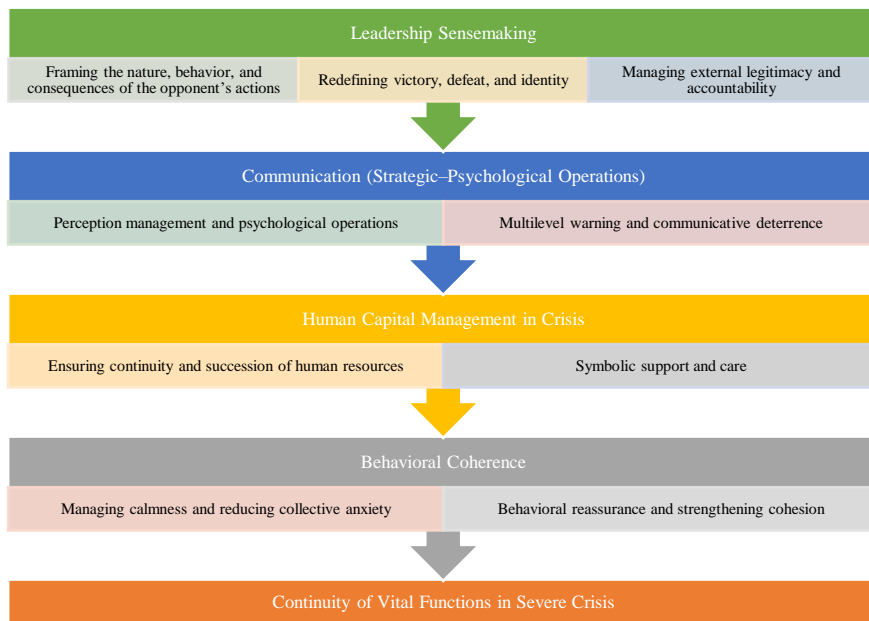 Leadership Sensemaking
Framing the nature, behavior, and
consequences of the opponent’s actions
Redefining victory, defeat, and identity
Managing external legitimacy and
accountability
Communication (Strategic–Psychological Operations)
Perception management and psychological operations
Multilevel warning and communicative deterrence
Human Capital Management in Crisis
Ensuring continuity and succession of human resources
Symbolic support and care
Behavioral Coherence
Managing calmness and reducing collective anxiety
Behavioral reassurance and strengthening cohesion
Continuity of Vital Functions in Severe Crisis